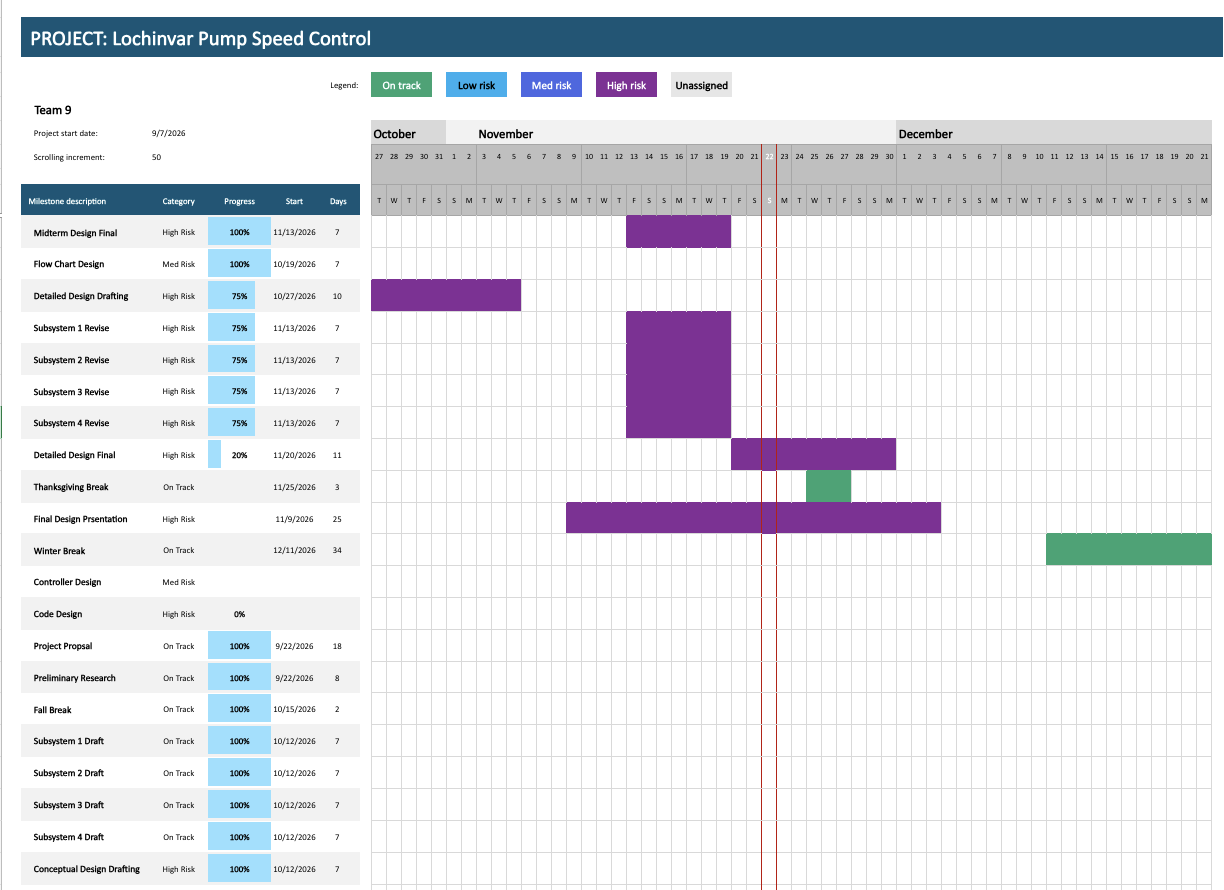 PROJECT: Lochinvar Pump Speed Control
Legend: On track Low risk Med risk High risk Unassigned
Team 9
Project start date: 9/7/2026
Scrolling increment: 50
October November December
27 28 29 30 31 1 2 3 4 5 6 7 8 9 10 11 12 13 14 15 16 17 18 19 20 21 22 23 24 25 26 27 28 29 30 1 2 3 4 5 6 7 8 9 10 11 12 13 14 15 16 17 18 19 20 21
Milestone description Category Progress Start Days T W T F S S M T W T F S S M T W T F S S M T W T F S S M T W T F S S M T W T F S S M T W T F S S M T W T F S S M
Midterm Design Final High Risk 100% 11/13/2026 7
Flow Chart Design Med Risk 100% 10/19/2026 7
Detailed Design Drafting High Risk 75% 10/27/2026 10
Subsystem 1 Revise High Risk 75% 11/13/2026 7
Subsystem 2 Revise High Risk 75% 11/13/2026 7
Subsystem 3 Revise High Risk 75% 11/13/2026 7
Subsystem 4 Revise High Risk 75% 11/13/2026 7
Detailed Design Final High Risk 20% 11/20/2026 11
Thanksgiving Break On Track 11/25/2026 3
Final Design Prsentation High Risk 11/9/2026 25
Winter Break On Track 12/11/2026 34
Controller Design Med Risk
Code Design High Risk 0%
Project Propsal On Track 100% 9/22/2026 18
Preliminary Research On Track 100% 9/22/2026 8
Fall Break On Track 100% 10/15/2026 2
Subsystem 1 Draft On Track 100% 10/12/2026 7
Subsystem 2 Draft On Track 100% 10/12/2026 7
Subsystem 3 Draft On Track 100% 10/12/2026 7
Subsystem 4 Draft On Track 100% 10/12/2026 7
Conceptual Design Drafting High Risk 100% 10/12/2026 7